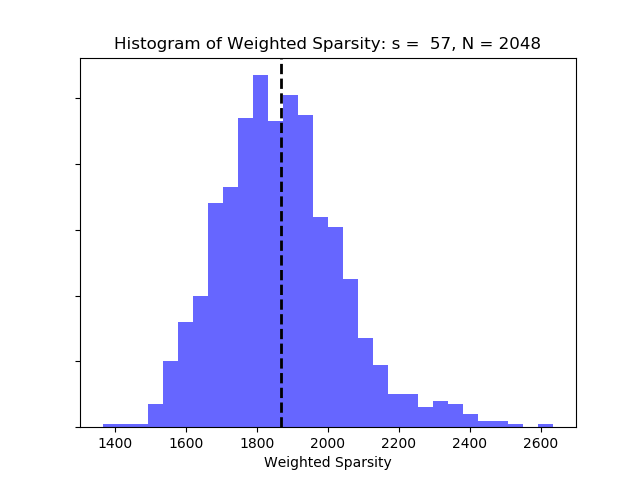 Histogram of Weighted Sparsity: s =  57, N = 2048
1400 1600 1800 2000 2200 2400 2600
Weighted Sparsity